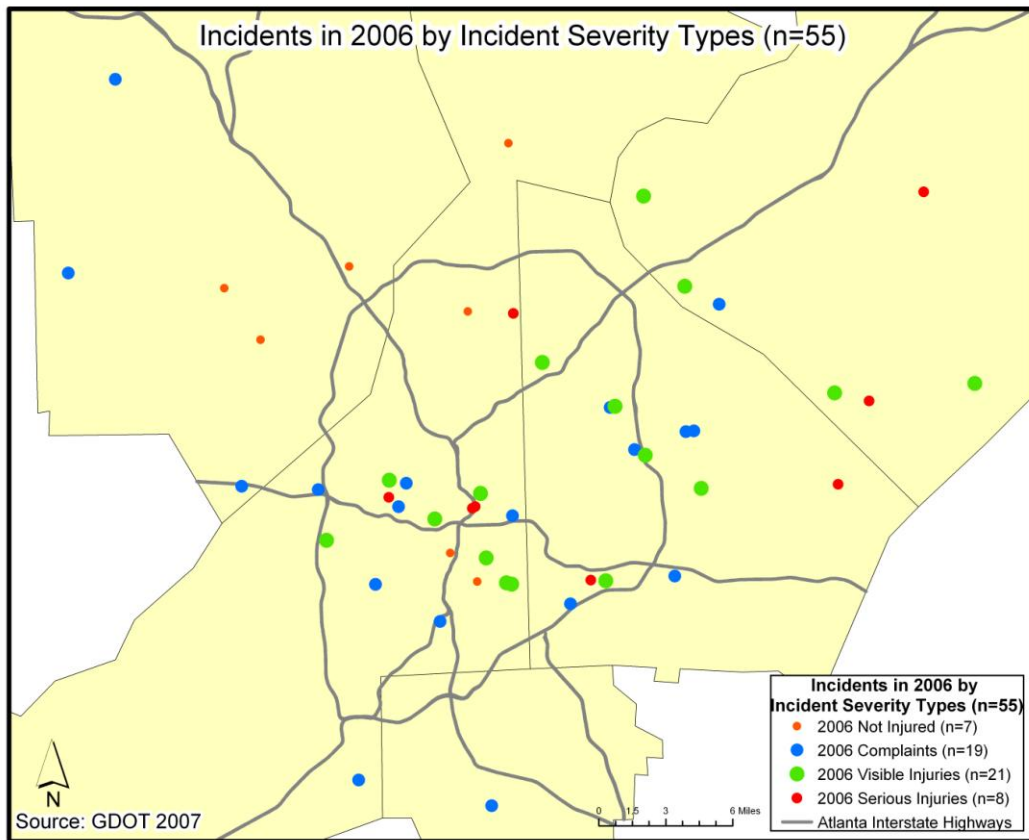 Incidents in 2006 by Incident Severity Types (n=55)
Incidents in 2006 by
Incident Severity Types (n=55)
2006 Not Injured (n=7)
2006 Complaints (n=19)
2006 Visible Injuries (n=21)
2006 Serious Injuries (n=8)
Atlanta Interstate Highways
0 1.5 3 6 Miles
N
Source: GDOT 2007